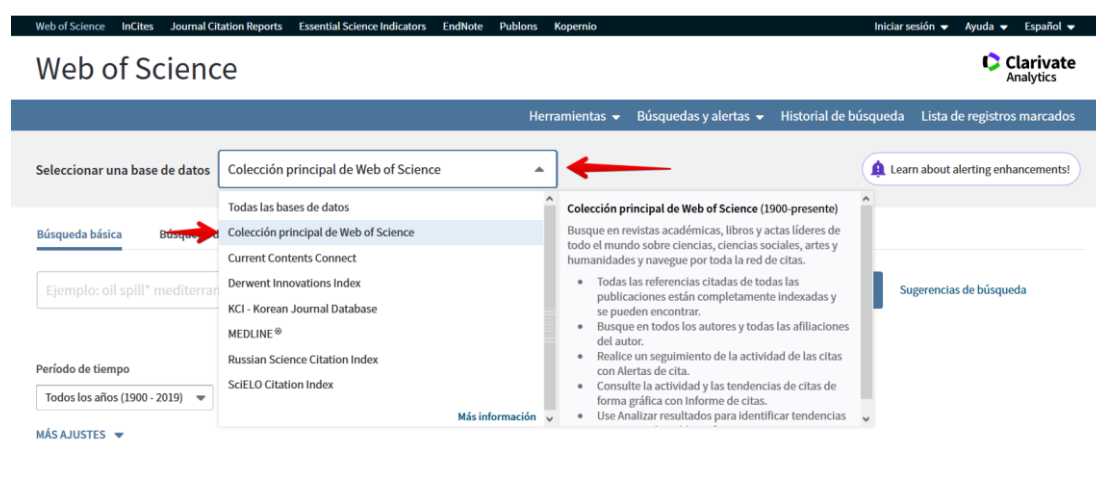 Web of Science InCites Journal Citation Reports Essential Science Indicators EndNote Publons Kopernio Iniciar sesión Ayuda Español
Web of Science
Clarivate
Analytics
Herramientas Búsquedas y alertas Historial de búsqueda Lista de registros marcados
Seleccionar una base de datos Colección principal de Web of Science Learn about alerting enhancements!
Todas las bases de datos
Colección principal de Web of Science
Current Contents Connect
Derwent Innovations Index
KCI - Korean Journal Database
MEDLINE ®
Russian Science Citation Index
SciELO Citation Index
Más información
Colección principal de Web of Science (1900-presente)
Busque en revistas académicas, libros y actas líderes de
todo el mundo sobre ciencias, ciencias sociales, artes y
humanidades y navegue por toda la red de citas.
Todas las referencias citadas de todas las
publicaciones están completamente indexadas y
se pueden encontrar.
Busque en todos los autores y todas las afiliaciones
del autor.
Realice un seguimiento de la actividad de las citas
con Alertas de cita.
Consulte la actividad y las tendencias de citas de
forma gráfica con Informe de citas.
Use Analizar resultados para identificar tendencias
Búsqueda básica
Ejemplo: oil spill* mediterran
Sugerencias de búsqueda
Período de tiempo
Todos los años (1900 - 2019)
MÁS AJUSTES